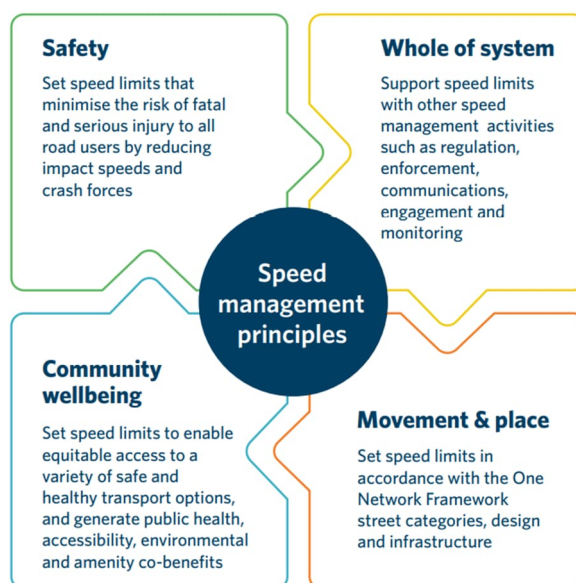 Safety
Set speed limits that
minimise the risk of fatal
and serious injury to all
road users by reducing
impact speeds and
crash forces
Whole of system
Support speed limits
with other speed
management activities
such as regulation,
enforcement,
communications,
engagement and
monitoring
Speed
management
principles
Community
wellbeing
Set speed limits to enable
equitable access to a
variety of safe and
healthy transport options,
and generate public health,
accessibility, environmental
and amenity co-benefits
Movement & place
Set speed limits in
accordance with the One
Network Framework
street categories, design
and infrastructure